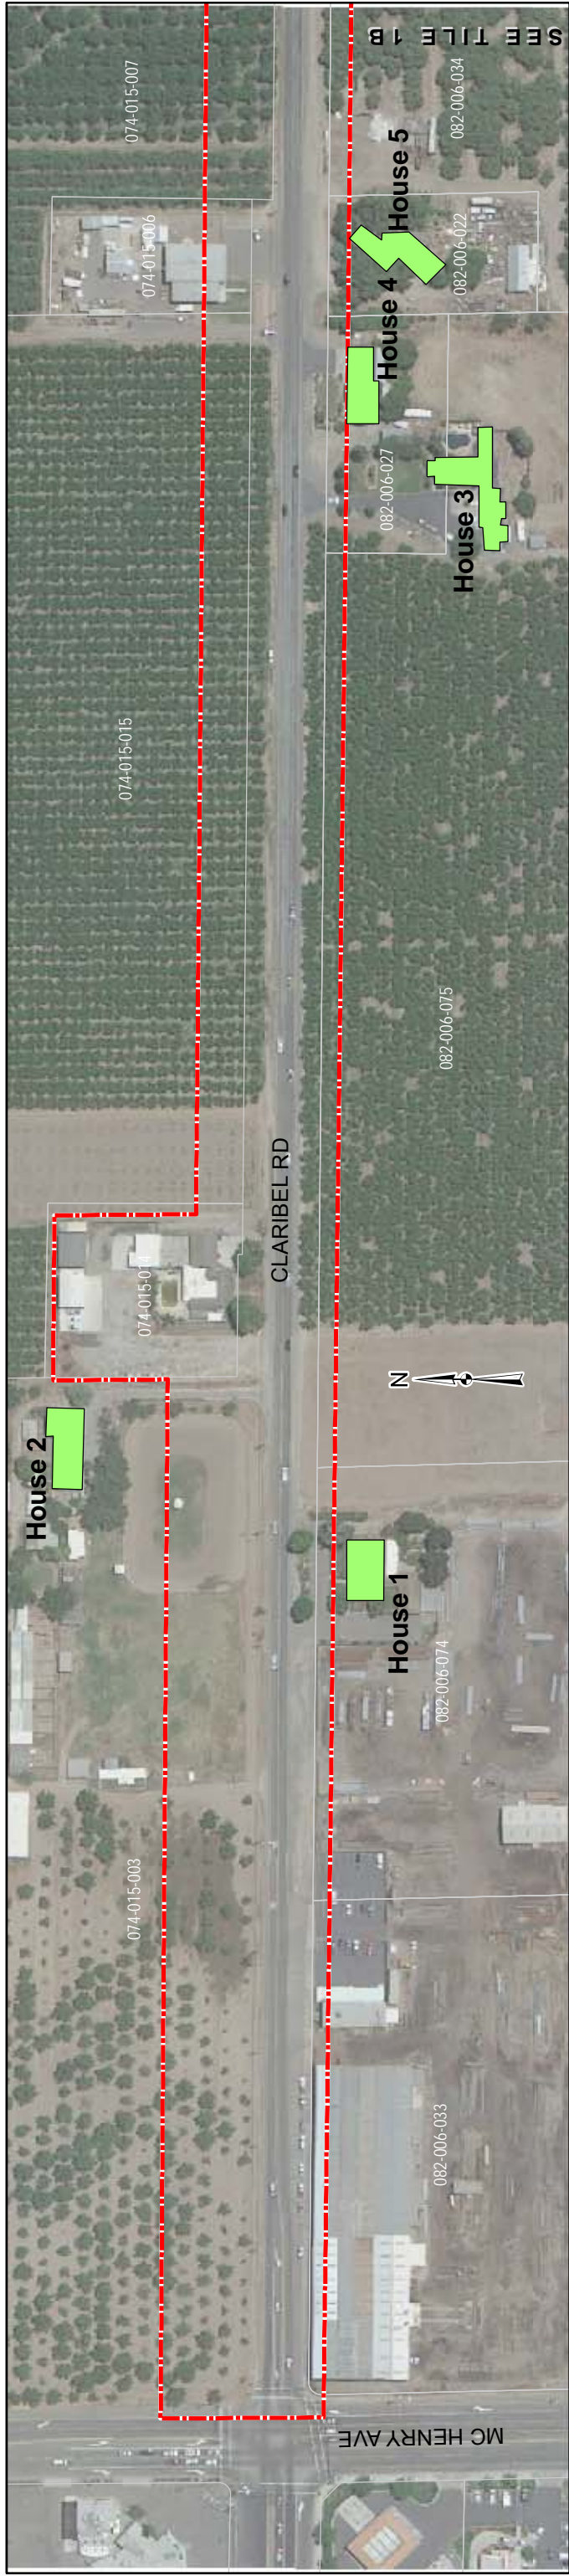 SEE TILE 1B
074-015-007
082-006-034
House 5
074-015-006
082-006-022
House 4
082-006-027
House 3
074-015-015
082-006-075
CLARIBEL RD
074-015-014
N
House 2
House 1
082-006-074
074-015-003
082-006-033
MC HENRY AVE